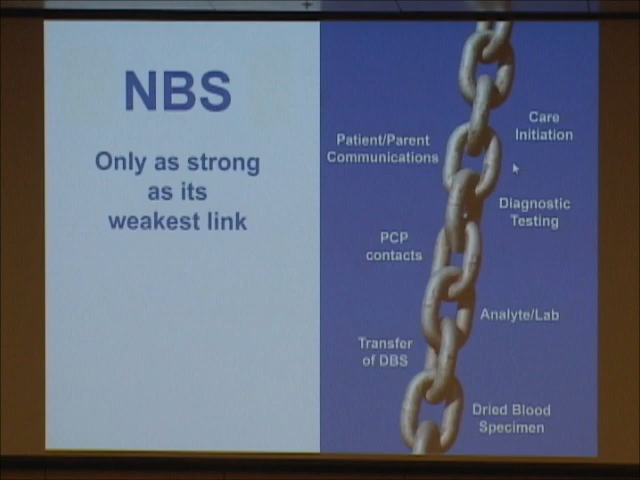 NBS
Only as strong
as its
weakest link
Care
Initiation
Patient/Parent
Communications
Diagnostic
Testing
PCP
contacts
Analyte/Lab
Transfer
of DBS
Dried Blood
Specimen